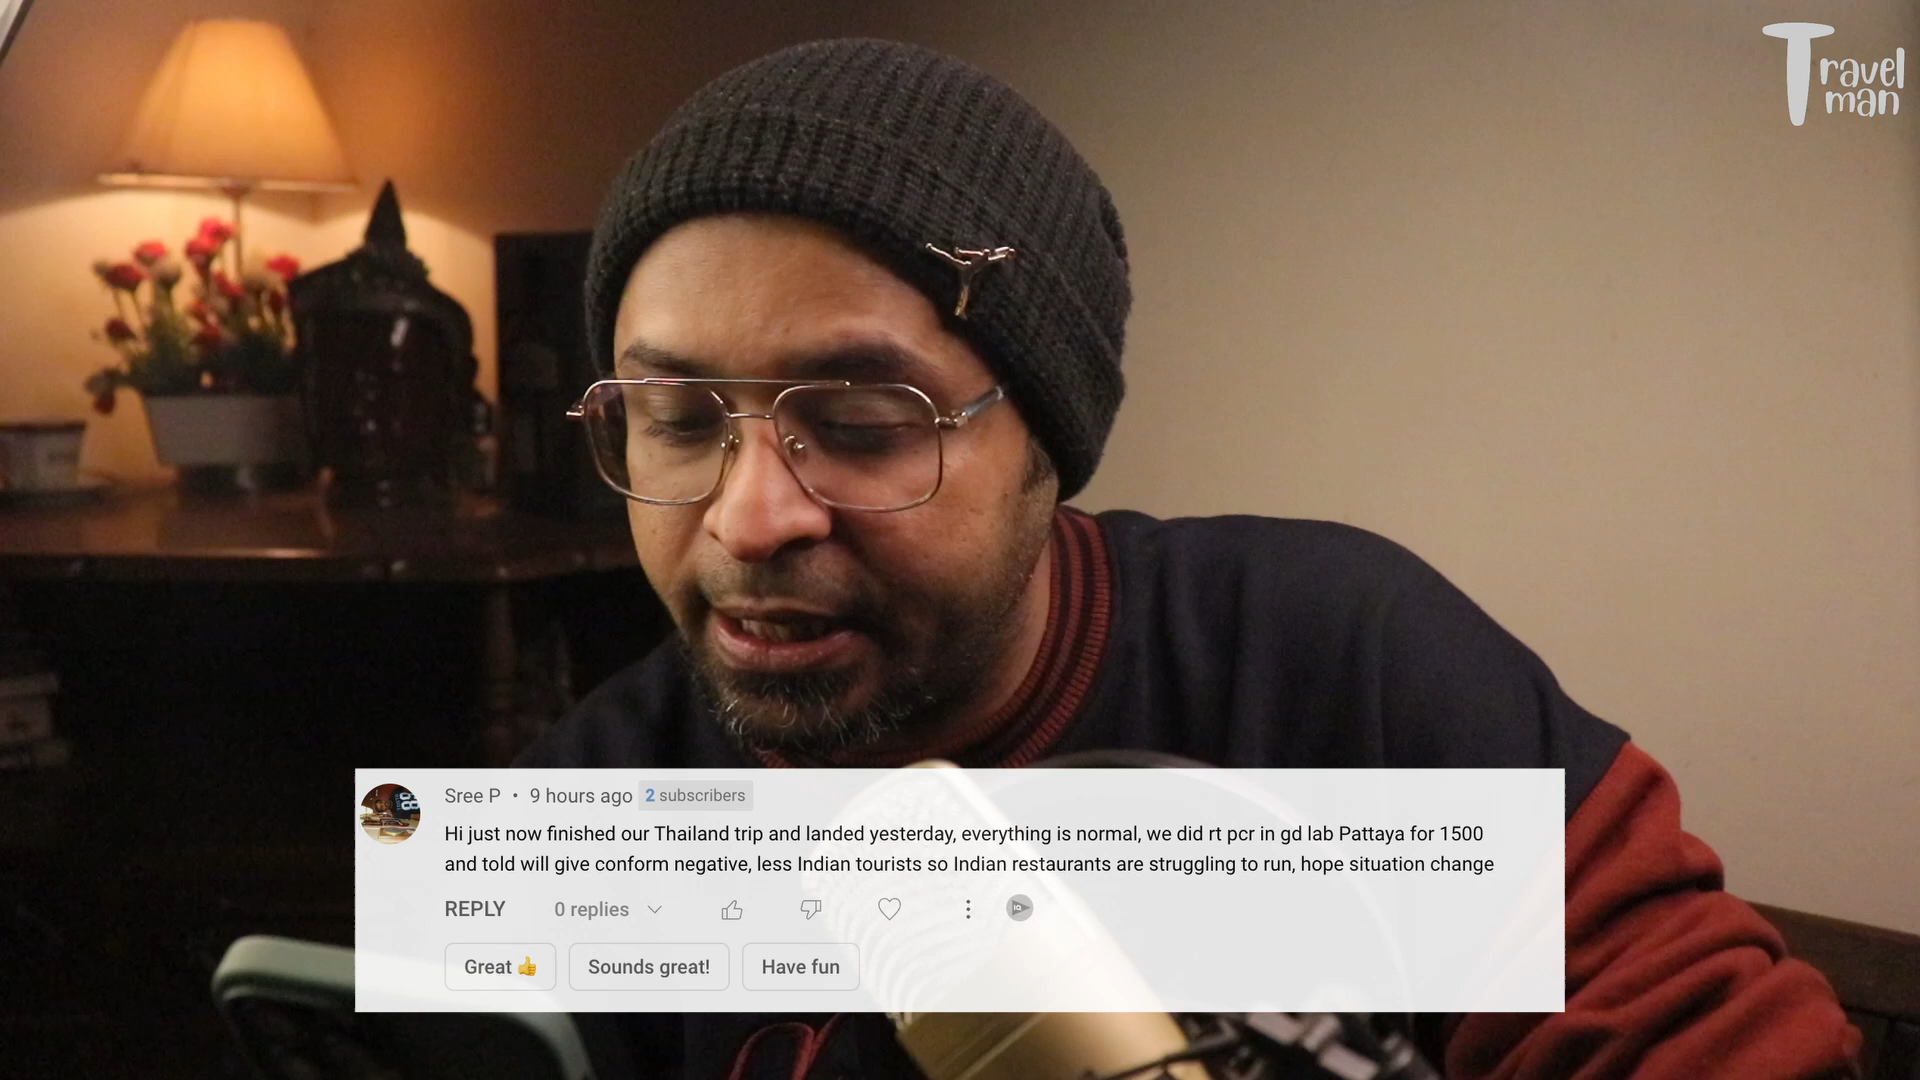 Travel
man
Sree P • 9 hours ago 2 subscribers
Hi just now finished our Thailand trip and landed yesterday, everything is normal, we did rt pcr in gd lab Pattaya for 1500
and told will give conform negative, less Indian tourists so Indian restaurants are struggling to run, hope situation change
REPLY 0 replies
Great 👍 Sounds great! Have fun